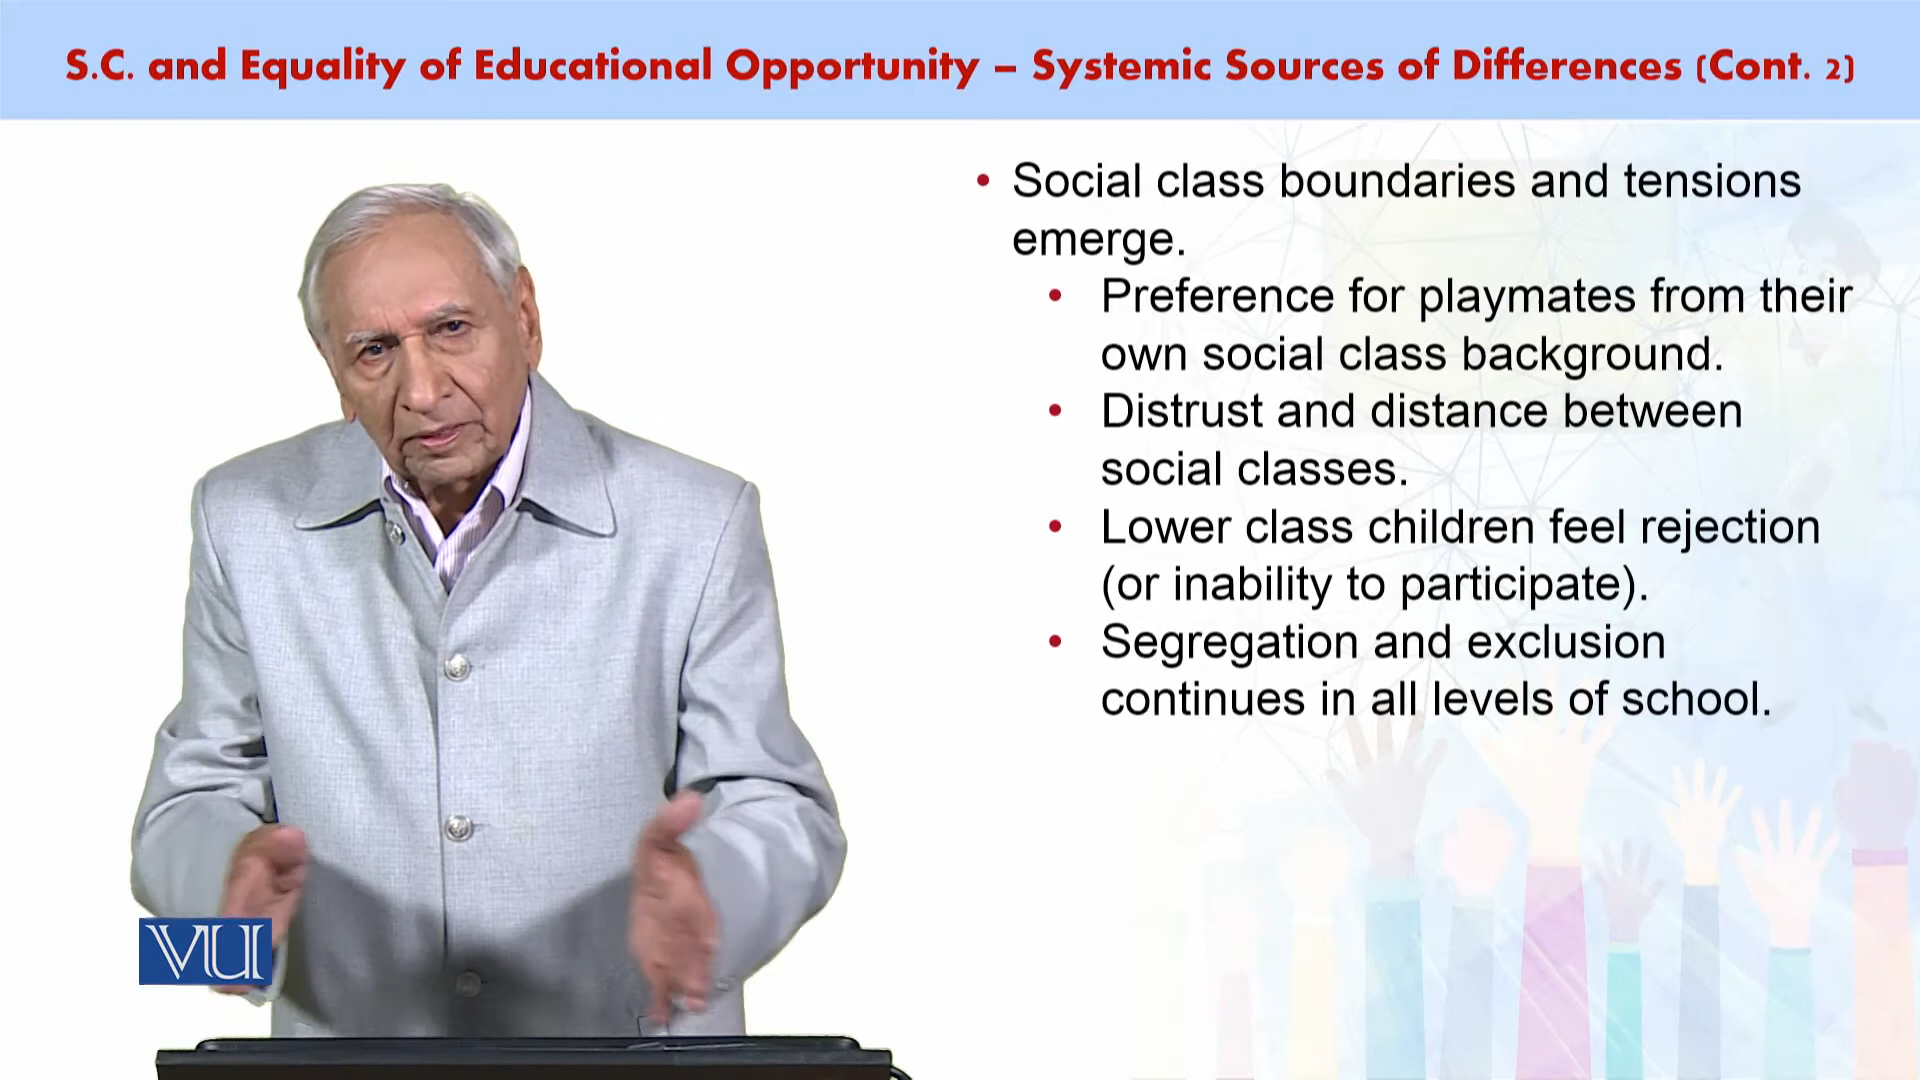 S.C. and Equality of Educational Opportunity – Systemic Sources of Differences (Cont. 2)
• Social class boundaries and tensions
emerge.
• Preference for playmates from their
own social class background.
• Distrust and distance between
social classes.
• Lower class children feel rejection
(or inability to participate).
• Segregation and exclusion
continues in all levels of school.
VU